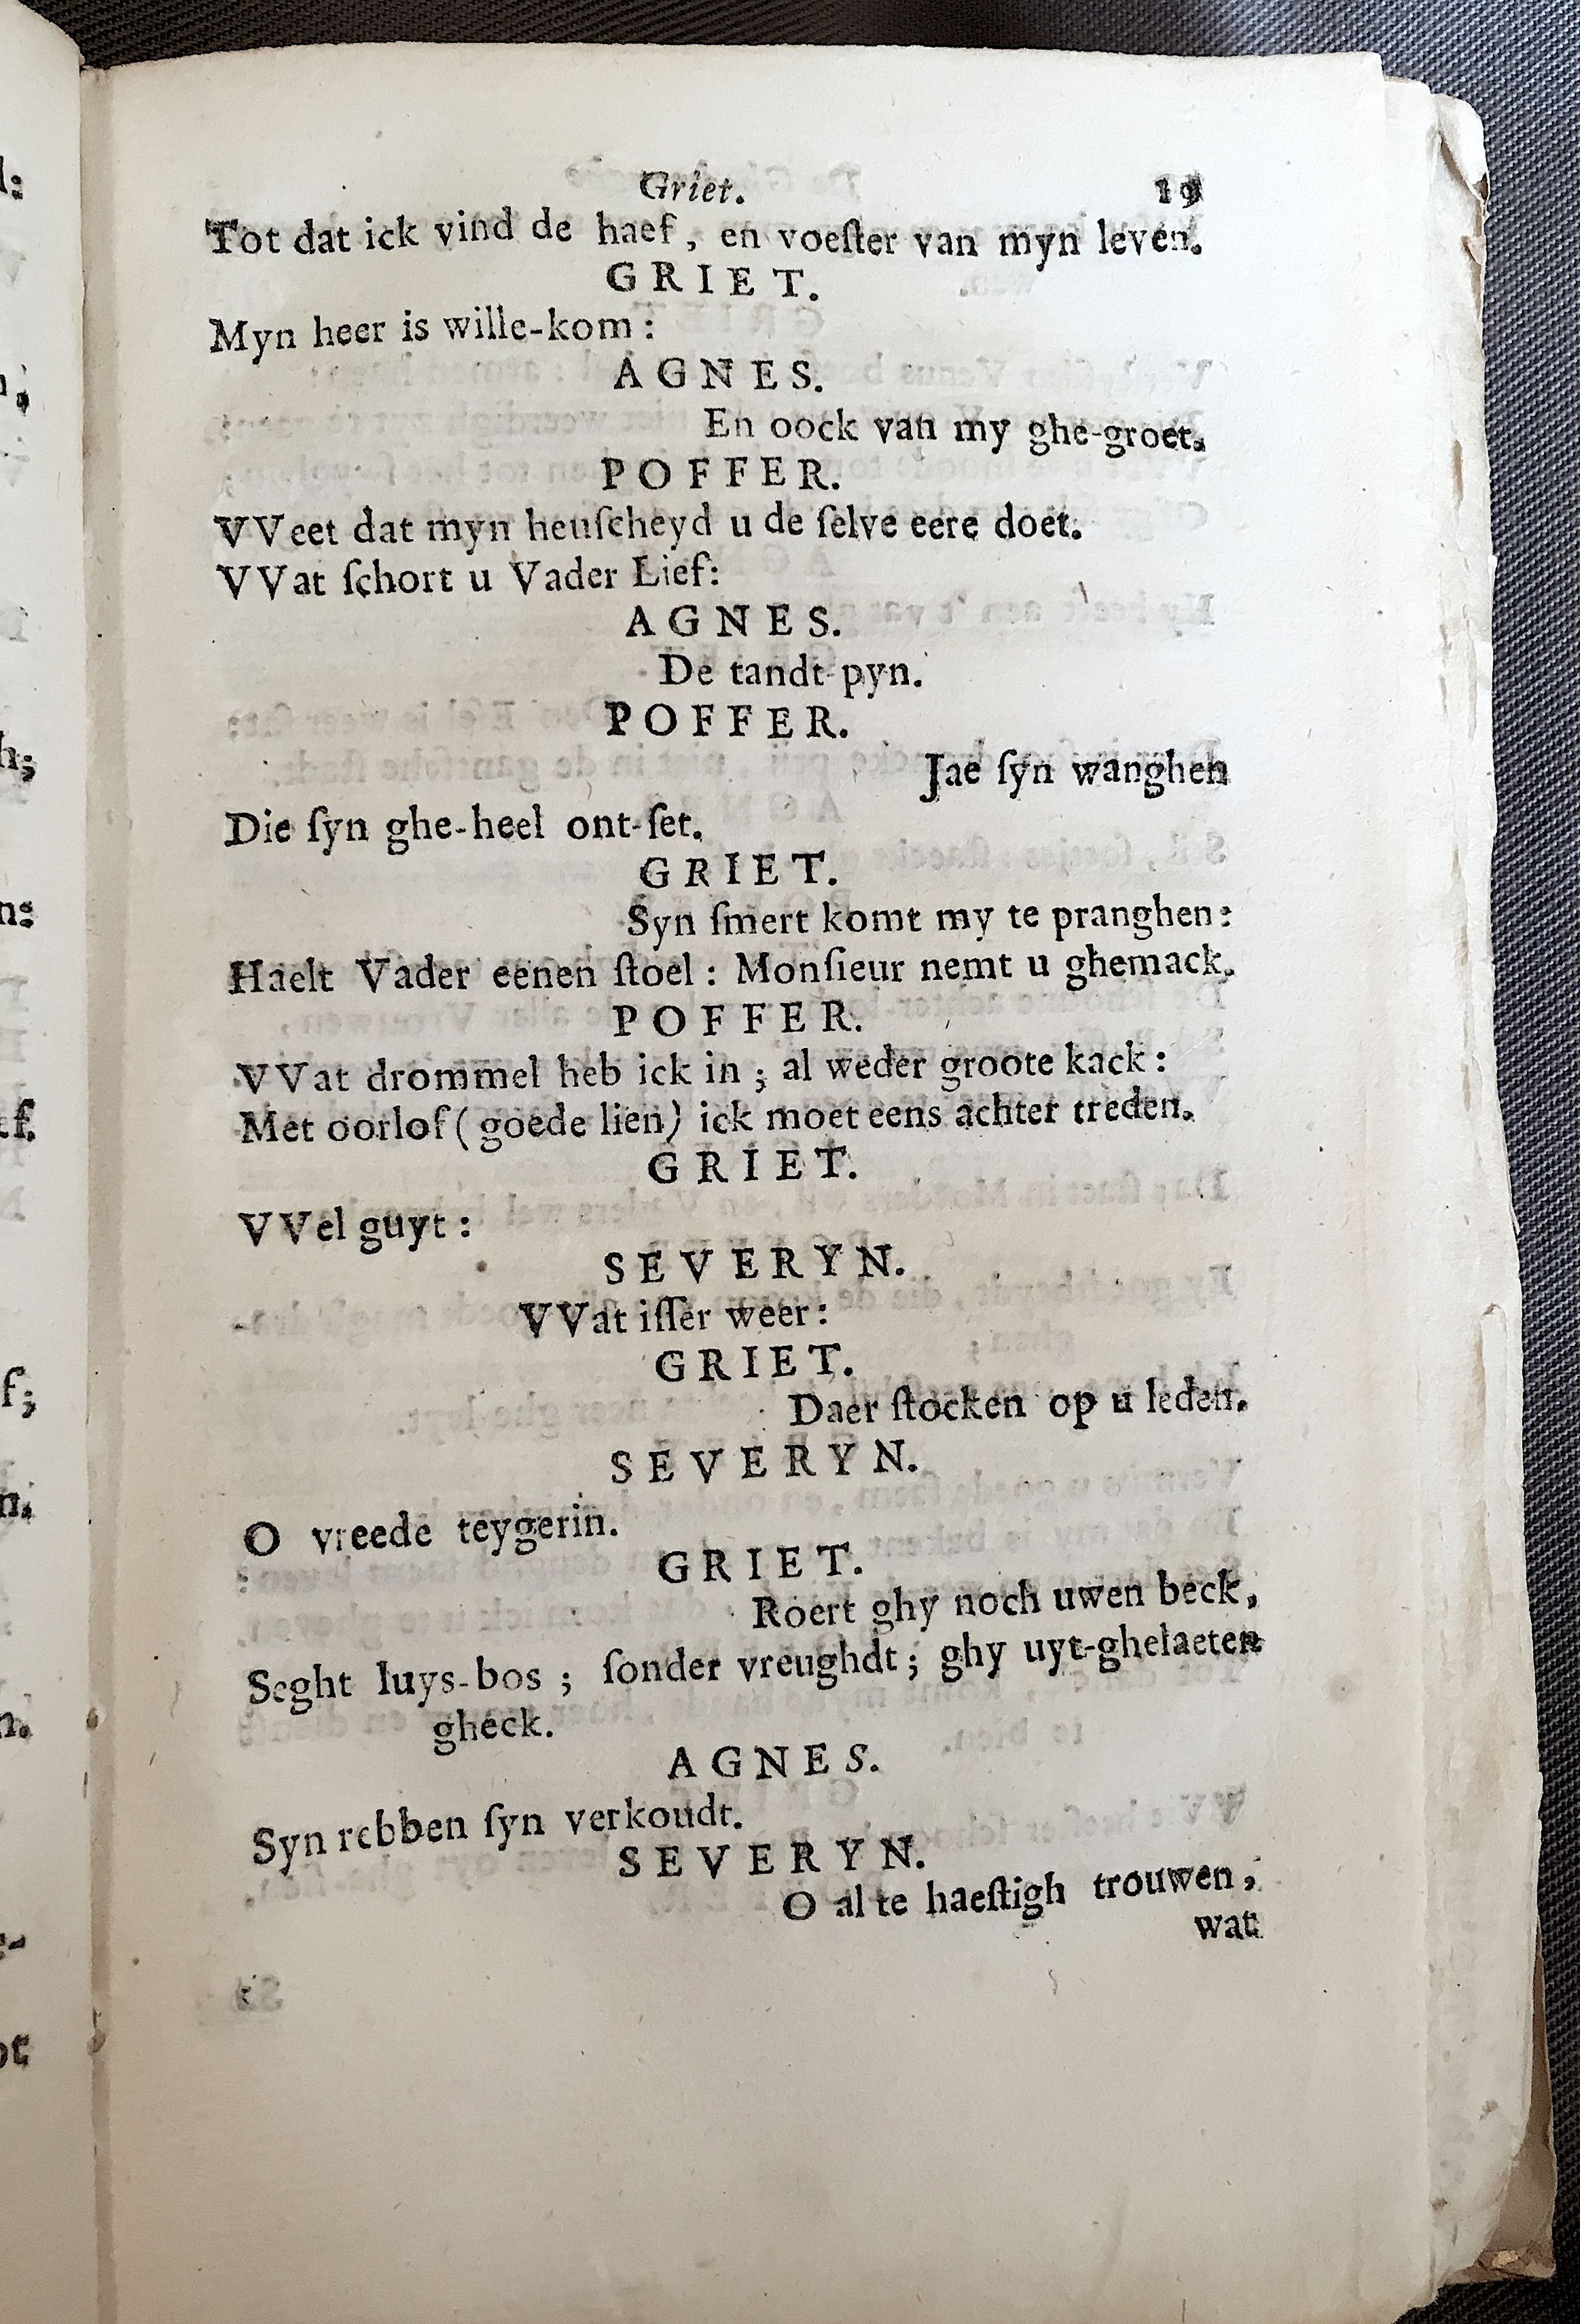 Griet. 19
Tot dat ick vind de haef, en voeſter van myn leven.
GRIET.
Myn heer is wille-kom:
AGNES.
En oock van my ghe-groet.
POFFER.
VVeet dat myn heuſcheyd u de ſelve eere doet.
VVat ſchort u Vader Lief:
AGNES.
De tandt-pyn.
POFFER.
Jae ſyn wanghen
Die ſyn ghe-heel ont-ſet.
GRIET.
Syn ſmert komt my te pranghen:
Haelt Vader eenen ſtoel: Monſieur nemt u ghemack.
POFFER.
VVat drommel heb ick in; al weder groote kack:
Met oorlof (goede lien) ick moet eens achter treden.
GRIET.
VVel guyt:
SEVERYN.
VVat iſſer weer:
GRIET.
Daer ſtocken op u leden.
SEVERYN.
O vreede teygerin.
GRIET.
Roert ghy noch uwen beck,
Seght luys-bos; ſonder vreughdt; ghy uyt-ghelaeten
gheck.
AGNES.
Syn rebben ſyn verkoudt.
SEVERYN.
O al te haeſtigh trouwen,
wat